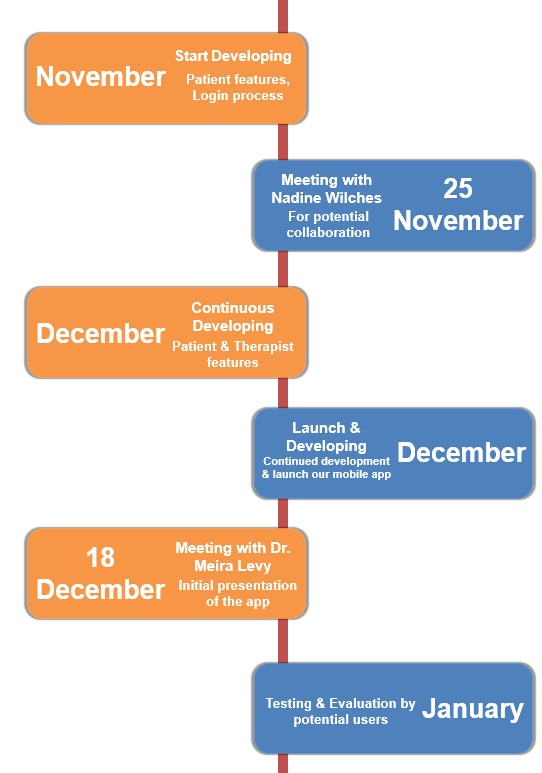 November
Start Developing
Patient features,
Login process
Meeting with
Nadine Wilches
For potential
collaboration
25
November
December
Continuous
Developing
Patient & Therapist
features
Launch &
Developing
Continued development
& launch our mobile app
December
18
December
Meeting with Dr.
Meira Levy
Initial presentation
of the app
Testing & Evaluation by
potential users
January